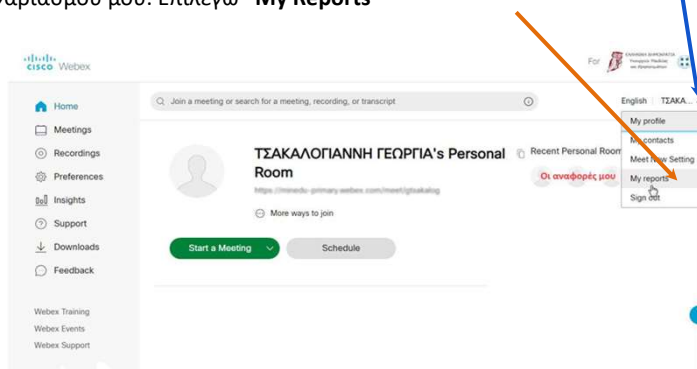 αριασμού μου. Επιλέγω "My Reports"
cisco Webex
For
Join a meeting or search for a meeting, recording, or transcript
English ΤΣΑΚΑ...
Home
Meetings
Recordings
Preferences
Insights
Support
Downloads
Feedback
Webex Training
Webex Events
Webex Support
ΤΣΑΚΑΛΟΓΙΑΝΝΗ ΓΕΩΡΓΙΑ's Personal
Room
https://minedu-primary.webex.com/meet/gtsakalog
More ways to join
Start a Meeting
Schedule
Recent Personal Room
Οι αναφορές μου
My profile
My contacts
Meet Now Setting
My reports
Sign out